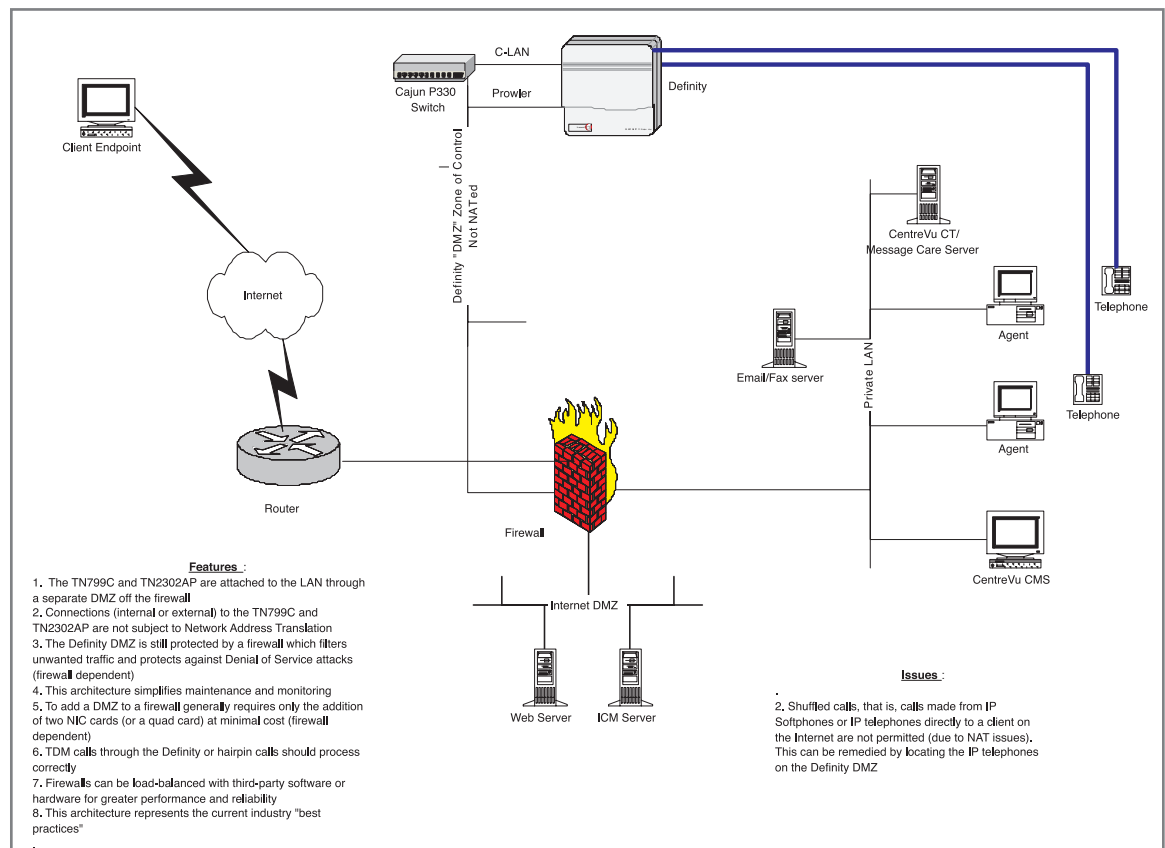 C-LAN
Cajun P330
Switch
Prowler
Definity
Client Endpoint
Definity "DMZ" Zone of Control
Not NATed
CentreVu CT/
Message Care Server
Internet
Telephone
Agent
Email/Fax server
Private LAN
Telephone
Agent
Router
Firewall
CentreVu CMS
Internet DMZ
Web Server
ICM Server
Features :
1. The TN799C and TN2302AP are attached to the LAN through
a separate DMZ off the firewall
2. Connections (internal or external) to the TN799C and
TN2302AP are not subject to Network Address Translation
3. The Definity DMZ is still protected by a firewall which filters
unwanted traffic and protects against Denial of Service attacks
(firewall dependent)
4. This architecture simplifies maintenance and monitoring
5. To add a DMZ to a firewall generally requires only the addition
of two NIC cards (or a quad card) at minimal cost (firewall
dependent)
6. TDM calls through the Definity or hairpin calls should process
correctly
7. Firewalls can be load-balanced with third-party software or
hardware for greater performance and reliability
8. This architecture represents the current industry "best
practices"
.
Issues :
.
2. Shuffled calls, that is, calls made from IP
Softphones or IP telephones directly to a client on
the Internet are not permitted (due to NAT issues).
This can be remedied by locating the IP telephones
on the Definity DMZ